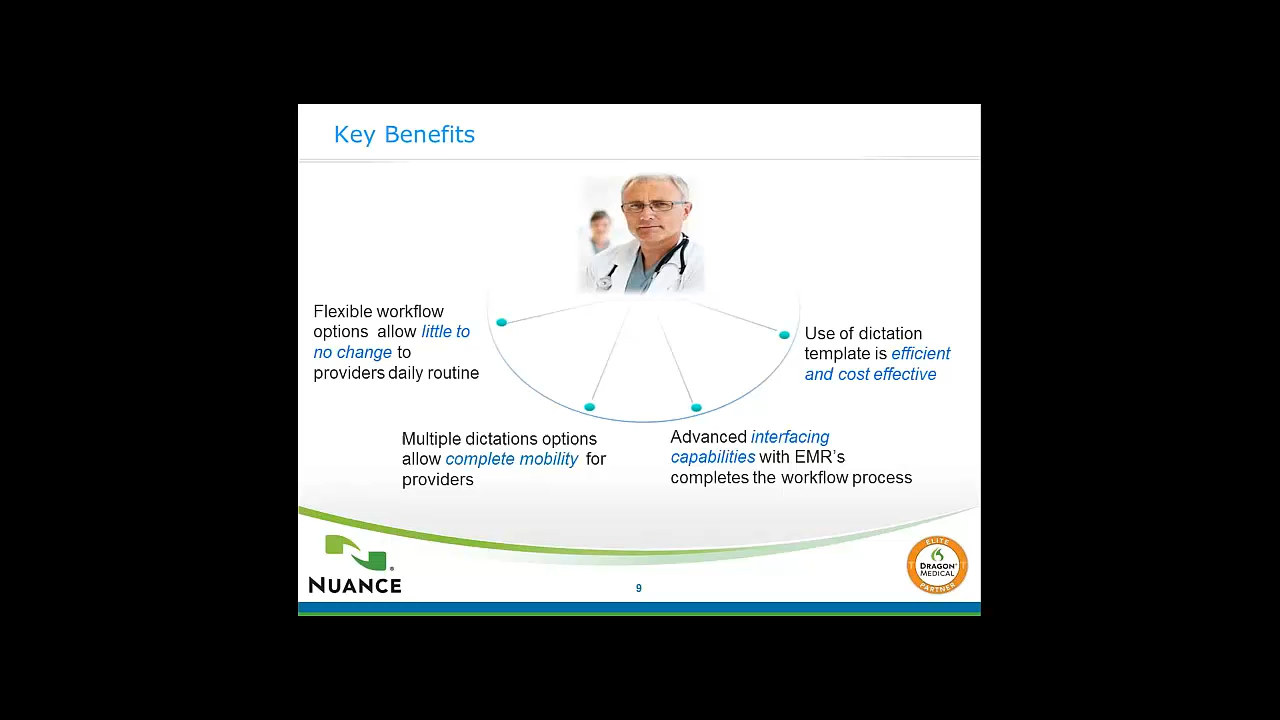 Key Benefits
Flexible workflow
options allow little to
no change to
providers daily routine
Multiple dictations options
allow complete mobility for
providers
Advanced interfacing
capabilities with EMR's
completes the workflow process
Use of dictation
template is efficient
and cost effective
NUANCE
9
ELITE
DRAGON
MEDICAL
PARTNER